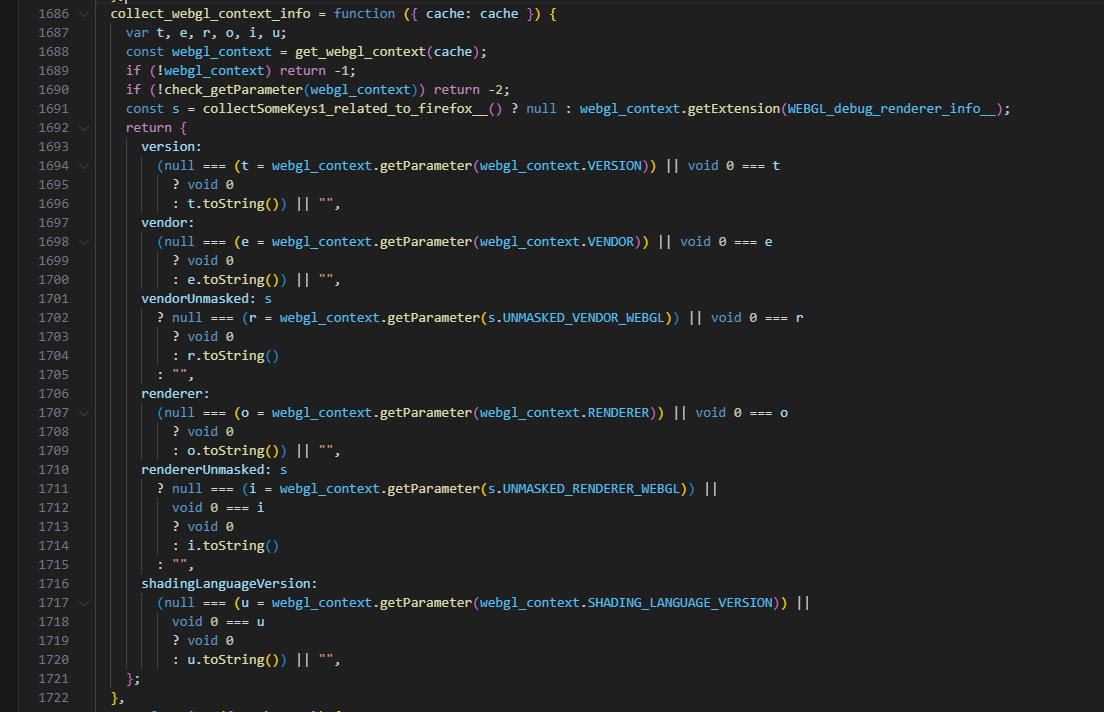 1686 collect_webgl_context_info = function ({ cache: cache }) {
1687 var t, e, r, o, i, u;
1688 const webgl_context = get_webgl_context(cache);
1689 if (!webgl_context) return -1;
1690 if (!check_getParameter(webgl_context)) return -2;
1691 const s = collectSomeKeys1_related_to_firefox__() ? null : webgl_context.getExtension(WEBGL_debug_renderer_info__);
1692 return {
1693 version:
1694 (null === (t = webgl_context.getParameter(webgl_context.VERSION)) || void 0 === t
1695 ? void 0
1696 : t.toString()) || "",
1697 vendor:
1698 (null === (e = webgl_context.getParameter(webgl_context.VENDOR)) || void 0 === e
1699 ? void 0
1700 : e.toString()) || "",
1701 vendorUnmasked: s
1702 ? null === (r = webgl_context.getParameter(s.UNMASKED_VENDOR_WEBGL)) || void 0 === r
1703 ? void 0
1704 : r.toString()
1705 : "",
1706 renderer:
1707 (null === (o = webgl_context.getParameter(webgl_context.RENDERER)) || void 0 === o
1708 ? void 0
1709 : o.toString()) || "",
1710 rendererUnmasked: s
1711 ? null === (i = webgl_context.getParameter(s.UNMASKED_RENDERER_WEBGL)) ||
1712 void 0 === i
1713 ? void 0
1714 : i.toString()
1715 : "",
1716 shadingLanguageVersion:
1717 (null === (u = webgl_context.getParameter(webgl_context.SHADING_LANGUAGE_VERSION)) ||
1718 void 0 === u
1719 ? void 0
1720 : u.toString()) || "",
1721 };
1722 },